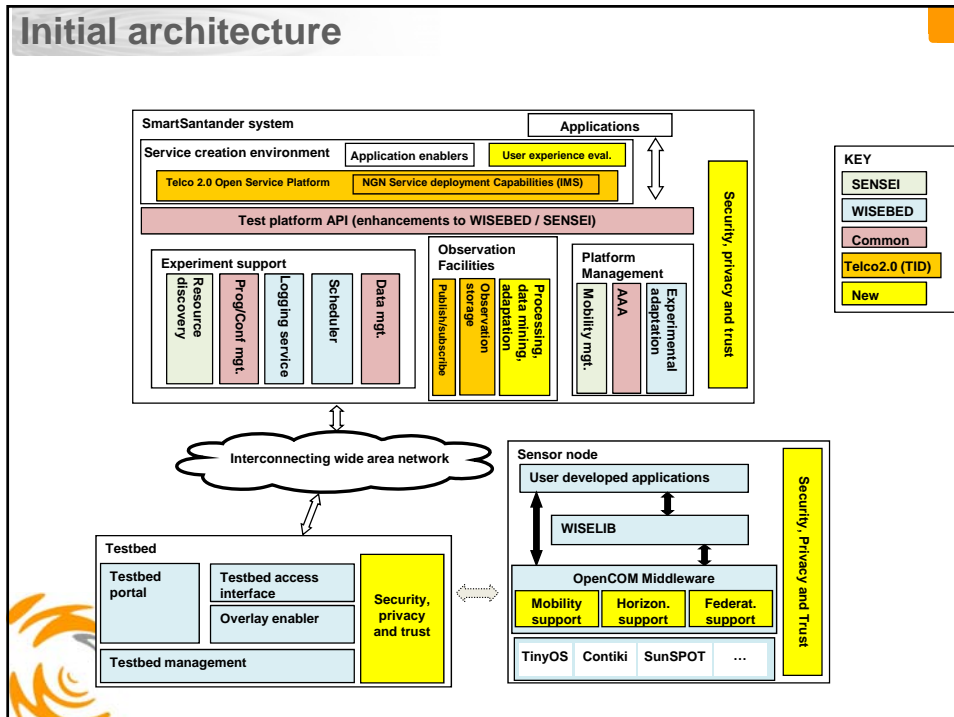 Initial architecture
SmartSantander system
Applications
Service creation environment
Application enablers
User experience eval.
Telco 2.0 Open Service Platform
NGN Service deployment Capabilities (IMS)
Test platform API (enhancements to WISEBED / SENSEI)
Experiment support
Resource
discovery
Prog/Conf mgt.
Logging service
Scheduler
Data mgt.
Observation
Facilities
Publish/subscribe
Observation
storage
Processing,
data mining,
adaptation
Platform
Management
Mobility mgt.
AAA
Experimental
adaptation
Security, privacy and trust
KEY
SENSEI
WISEBED
Common
Telco2.0 (TID)
New
Interconnecting wide area network
Testbed
Testbed
portal
Testbed access
interface
Overlay enabler
Testbed management
Security,
privacy
and trust
Sensor node
User developed applications
WISELIB
OpenCOM Middleware
Mobility
support
Horizon.
support
Federat.
support
TinyOS
Contiki
SunSPOT
...
Security, Privacy and Trust